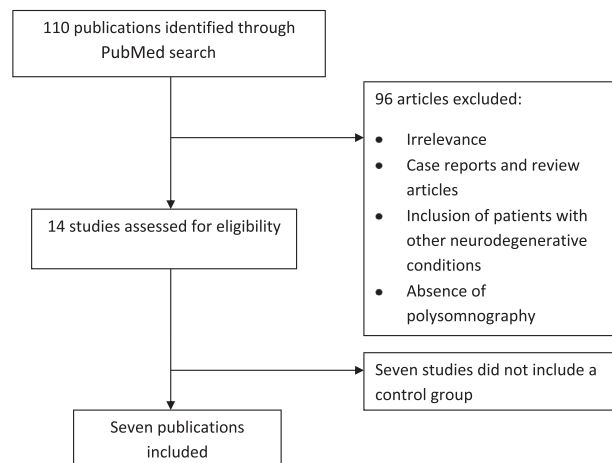 110 publications identified through
PubMed search
96 articles excluded:
• Irrelevance
• Case reports and review
articles
• Inclusion of patients with
other neurodegenerative
conditions
• Absence of
polysomnography
14 studies assessed for eligibility
Seven studies did not include a
control group
Seven publications
included